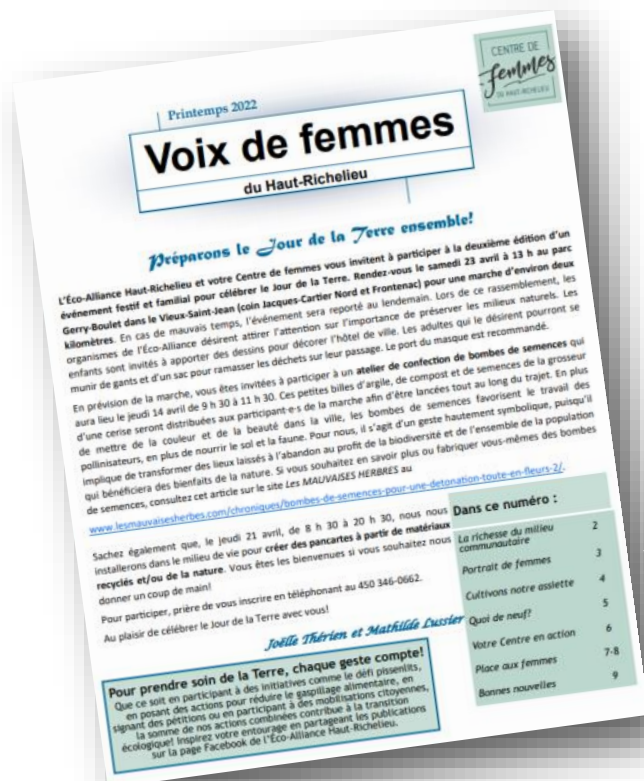 CENTRE DE
femmes
DU HAUT-RICHELIEU
Printemps 2022
Voix de femmes
du Haut-Richelieu
Préparons le Jour de la Terre ensemble!
L'Éco-Alliance Haut-Richelieu et votre Centre de femmes vous invitent à participer à la deuxième édition d'un
événement festif et familial pour célébrer le Jour de la Terre. Rendez-vous le samedi 23 avril à 13 h au parc
Gerry-Boulet dans le Vieux-Saint-Jean (coin Jacques-Cartier Nord et Frontenac) pour une marche d'environ deux
kilomètres. En cas de mauvais temps, l'événement sera reporté au lendemain. Lors de ce rassemblement, les
organismes de l'Éco-Alliance désirent attirer l'attention sur l'importance de préserver les milieux naturels. Les
enfants sont invités à apporter des dessins pour décorer l'hôtel de ville. Les adultes qui le désirent pourront se
munir de gants et d'un sac pour ramasser les déchets sur leur passage. Le port du masque est recommandé.
En prévision de la marche, vous êtes invitées à participer à un atelier de confection de bombes de semences qui
aura lieu le jeudi 14 avril de 9 h 30 à 11 h 30. Ces petites billes d'argile, de compost et de semences de la grosseur
d'une cerise seront distribuées aux participant·e·s de la marche afin d'être lancées tout au long du trajet. En plus
de mettre de la couleur et de la beauté dans la ville, les bombes de semences favorisent le travail des
pollinisateurs, en plus de nourrir le sol et la faune. Pour nous, il s'agit d'un geste hautement symbolique, puisqu'il
implique de transformer des lieux laissés à l'abandon au profit de la biodiversité et de l'ensemble de la population
qui bénéficiera des bienfaits de la nature. Si vous souhaitez en savoir plus ou fabriquer vous-mêmes des bombes
de semences, consultez cet article sur le site Les MAUVAISES HERBES au
www.lesmauvaisesherbes.com/chroniques/bombes-de-semences-pour-une-detonation-toute-en-fleurs-2/.
Sachez également que, le jeudi 21 avril, de 8 h 30 à 20 h 30, nous nous
installerons dans le milieu de vie pour créer des pancartes à partir de matériaux
recyclés et/ou de la nature. Vous êtes les bienvenues si vous souhaitez nous
donner un coup de main!
Pour participer, prière de vous inscrire en téléphonant au 450 346-0662.
Au plaisir de célébrer le Jour de la Terre avec vous!
Joëlle Thérien et Mathilde Lussier
Pour prendre soin de la Terre, chaque geste compte!
Que ce soit en participant à des initiatives comme le défi pissenlits,
en posant des actions pour réduire le gaspillage alimentaire, en
signant des pétitions ou en participant à des mobilisations citoyennes,
la somme de nos actions combinées contribue à la transition
écologique! Inspirez votre entourage en partageant les publications
sur la page Facebook de l'Éco-Alliance Haut-Richelieu.
Dans ce numéro :
La richesse du milieu communautaire 2
Portrait de femmes 3
Cultivons notre assiette 4
Quoi de neuf? 5
Votre Centre en action 6
Place aux femmes 7-8
Bonnes nouvelles 9